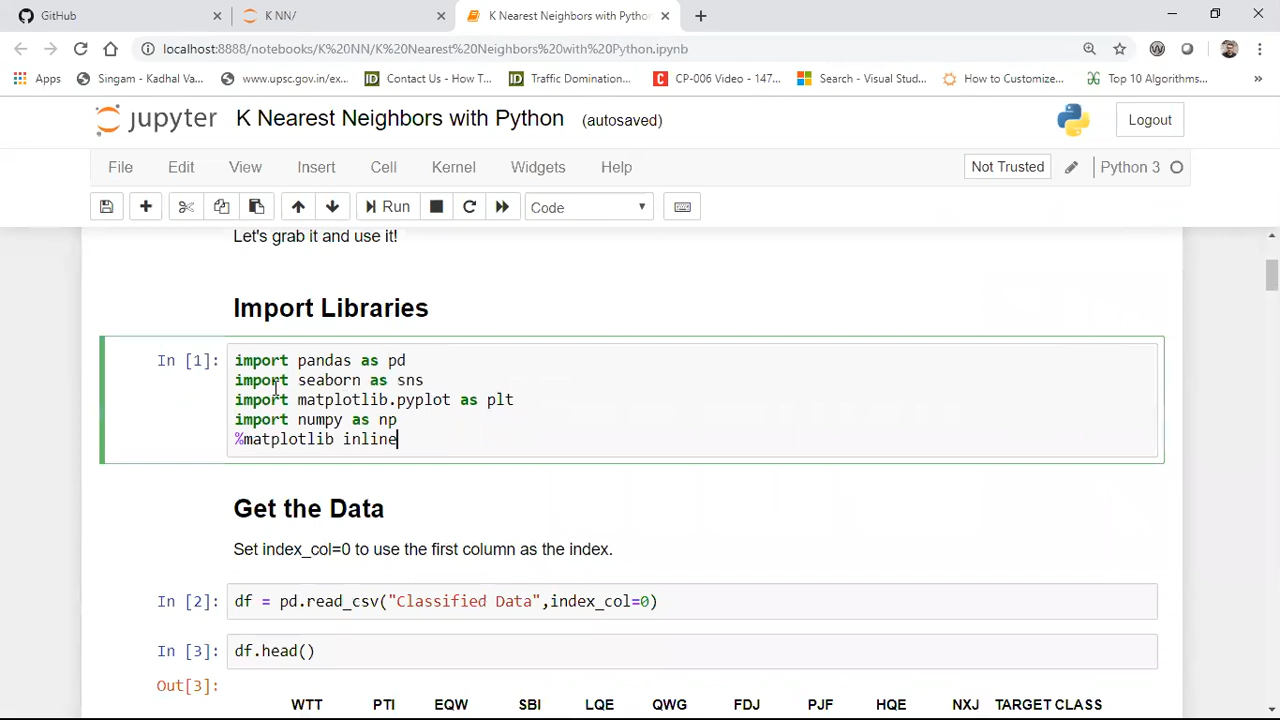 GitHub
K NN/
K Nearest Neighbors with Python
localhost:8888/notebooks/K%20NN/K%20Nearest%20Neighbors%20with%20Python.ipynb
Apps Singam - Kadhal Va... www.upsc.gov.in/ex... Contact Us - How T... Traffic Domination... CP-006 Video - 147... Search - Visual Stud... How to Customize... Top 10 Algorithms... »
jupyter K Nearest Neighbors with Python (autosaved) Logout
File Edit View Insert Cell Kernel Widgets Help Not Trusted Python 3
Run Code
Let's grab it and use it!
Import Libraries
In [1]: import pandas as pd
import seaborn as sns
import matplotlib.pyplot as plt
import numpy as np
%matplotlib inline
Get the Data
Set index_col=0 to use the first column as the index.
In [2]: df = pd.read_csv("Classified Data",index_col=0)
In [3]: df.head()
Out[3]:
WTT PTI EQW SBI LQE QWG FDJ PJF HQE NXJ TARGET CLASS